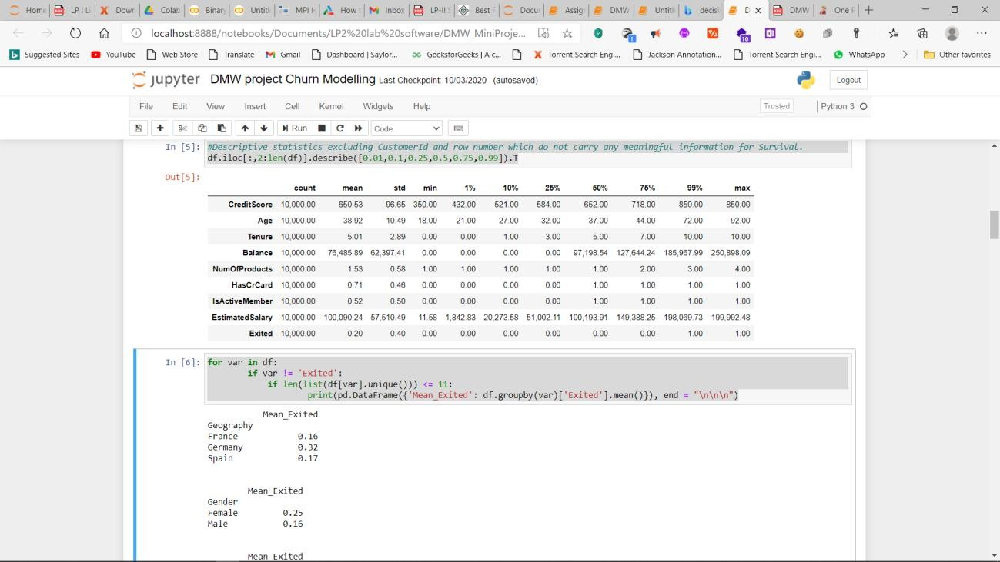 Home LP I L Down Colab Binar Untitl MPI H How t Inbox LP-II S Best F Docu Assig DMW Untit decisi D DMW One P
localhost:8888/notebooks/Documents/LP2%20lab%20software/DMW_MiniProje...
10
Suggested Sites YouTube Web Store Translate Gmail Dashboard | Saylor... GeeksforGeeks | A c... Torrent Search Engi... Jackson Annotation... Torrent Search Engi... WhatsApp Other favorites
jupyter DMW project Churn Modelling Last Checkpoint: 10/03/2020 (autosaved) Logout
File Edit View Insert Cell Kernel Widgets Help Trusted Python 3
Run Code
In [5]: #Descriptive statistics excluding CustomerId and row number which do not carry any meaningful information for Survival.
df.iloc[:,2:len(df)].describe([0.01,0.1,0.25,0.5,0.75,0.99]).T
Out[5]:
count mean std min 1% 10% 25% 50% 75% 99% max
CreditScore 10,000.00 650.53 96.65 350.00 432.00 521.00 584.00 652.00 718.00 850.00 850.00
Age 10,000.00 38.92 10.49 18.00 21.00 27.00 32.00 37.00 44.00 72.00 92.00
Tenure 10,000.00 5.01 2.89 0.00 0.00 1.00 3.00 5.00 7.00 10.00 10.00
Balance 10,000.00 76,485.89 62,397.41 0.00 0.00 0.00 0.00 97,198.54 127,644.24 185,967.99 250,898.09
NumOfProducts 10,000.00 1.53 0.58 1.00 1.00 1.00 1.00 1.00 2.00 3.00 4.00
HasCrCard 10,000.00 0.71 0.46 0.00 0.00 0.00 0.00 1.00 1.00 1.00 1.00
IsActiveMember 10,000.00 0.52 0.50 0.00 0.00 0.00 0.00 1.00 1.00 1.00 1.00
EstimatedSalary 10,000.00 100,090.24 57,510.49 11.58 1,842.83 20,273.58 51,002.11 100,193.91 149,388.25 198,069.73 199,992.48
Exited 10,000.00 0.20 0.40 0.00 0.00 0.00 0.00 0.00 0.00 1.00 1.00
In [6]: for var in df:
if var != 'Exited':
if len(list(df[var].unique())) <= 11:
print(pd.DataFrame({'Mean_Exited': df.groupby(var)['Exited'].mean()}), end = "\n\n\n")
Mean_Exited
Geography
France 0.16
Germany 0.32
Spain 0.17
Mean_Exited
Gender
Female 0.25
Male 0.16
Mean_Exited